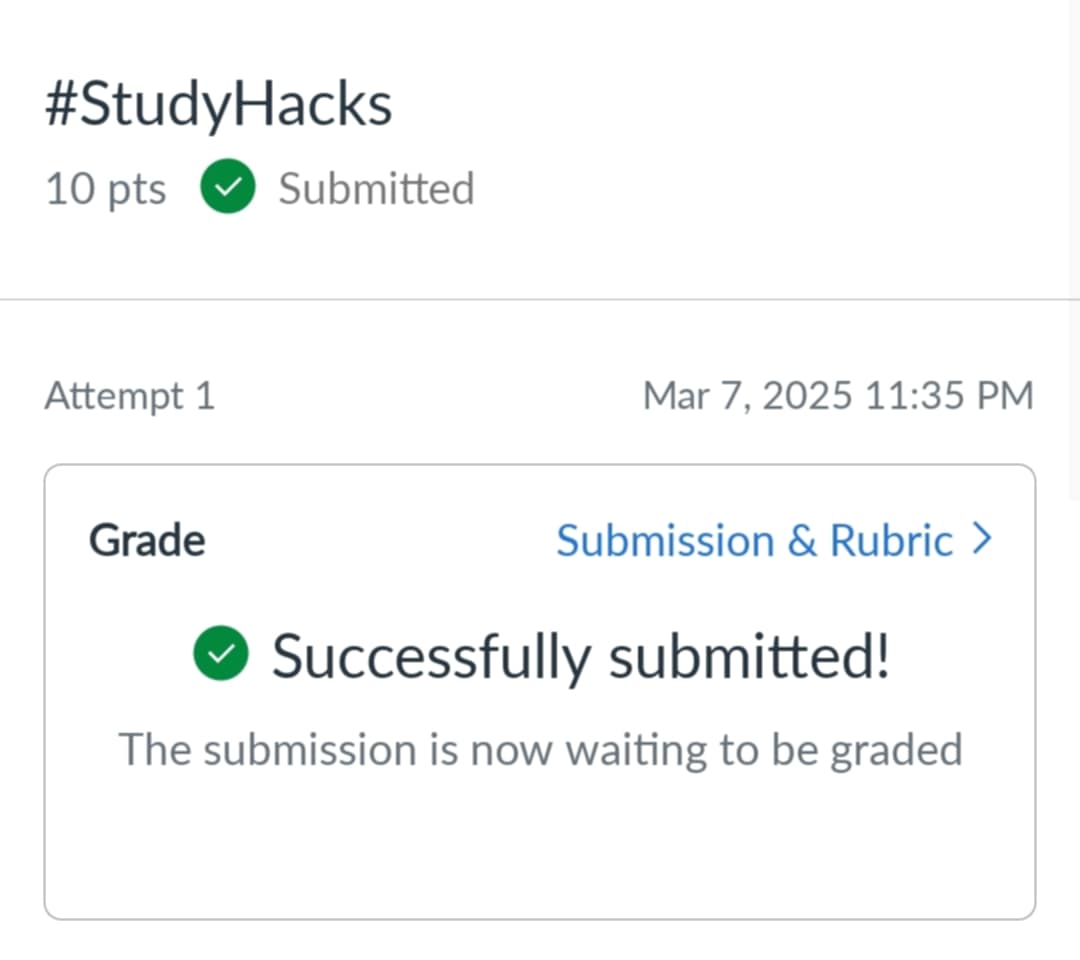 #StudyHacks
10 pts Submitted
Attempt 1 Mar 7, 2025 11:35 PM
Grade Submission & Rubric >
Successfully submitted!
The submission is now waiting to be graded